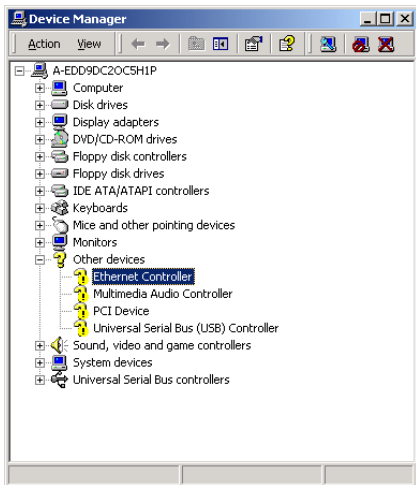 Device Manager
Action View
A-EDD9DC2OC5H1P
Computer
Disk drives
Display adapters
DVD/CD-ROM drives
Floppy disk controllers
Floppy disk drives
IDE ATA/ATAPI controllers
Keyboards
Mice and other pointing devices
Monitors
Other devices
Ethernet Controller
Multimedia Audio Controller
PCI Device
Universal Serial Bus (USB) Controller
Sound, video and game controllers
System devices
Universal Serial Bus controllers